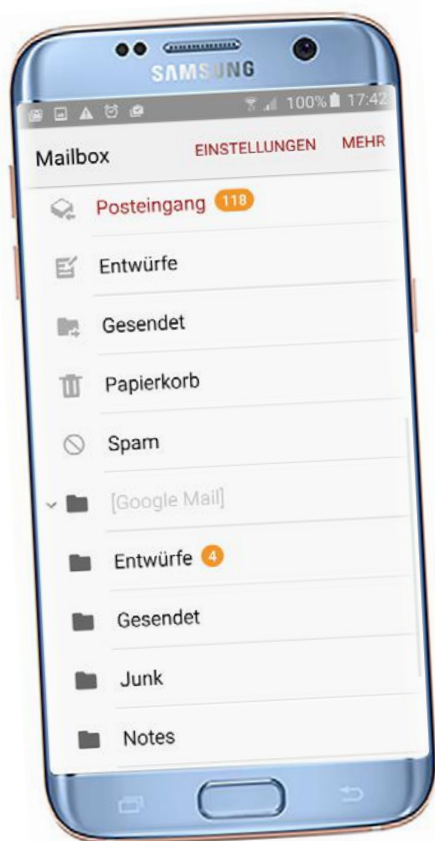 SAMSUNG
100% 17:42
Mailbox EINSTELLUNGEN MEHR
Posteingang 118
Entwürfe
Gesendet
Papierkorb
Spam
[Google Mail]
Entwürfe 4
Gesendet
Junk
Notes